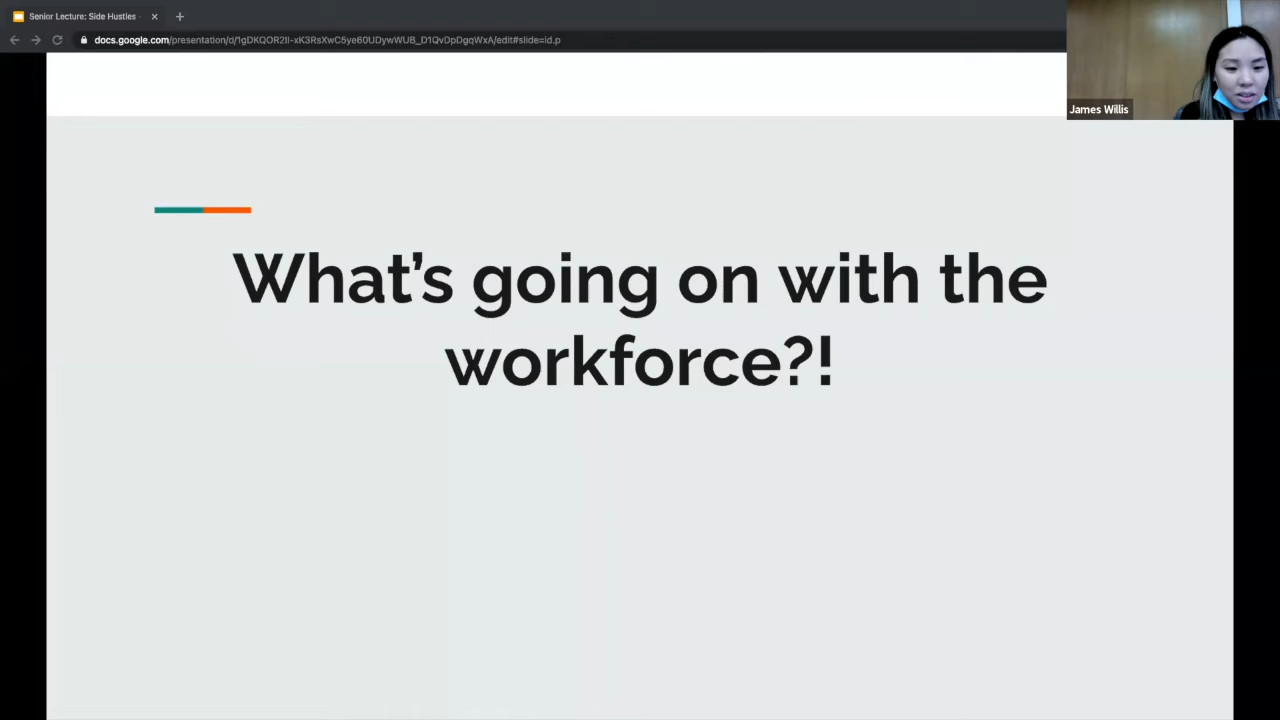 Senior Lecture: Side Hustles
docs.google.com/presentation/d/1gDKQOR2Il-xK3RsXwC5ye60UDywWUB_D1QvDpDgqWxA/edit#slide=id.p
James Willis
What's going on with the
workforce?!